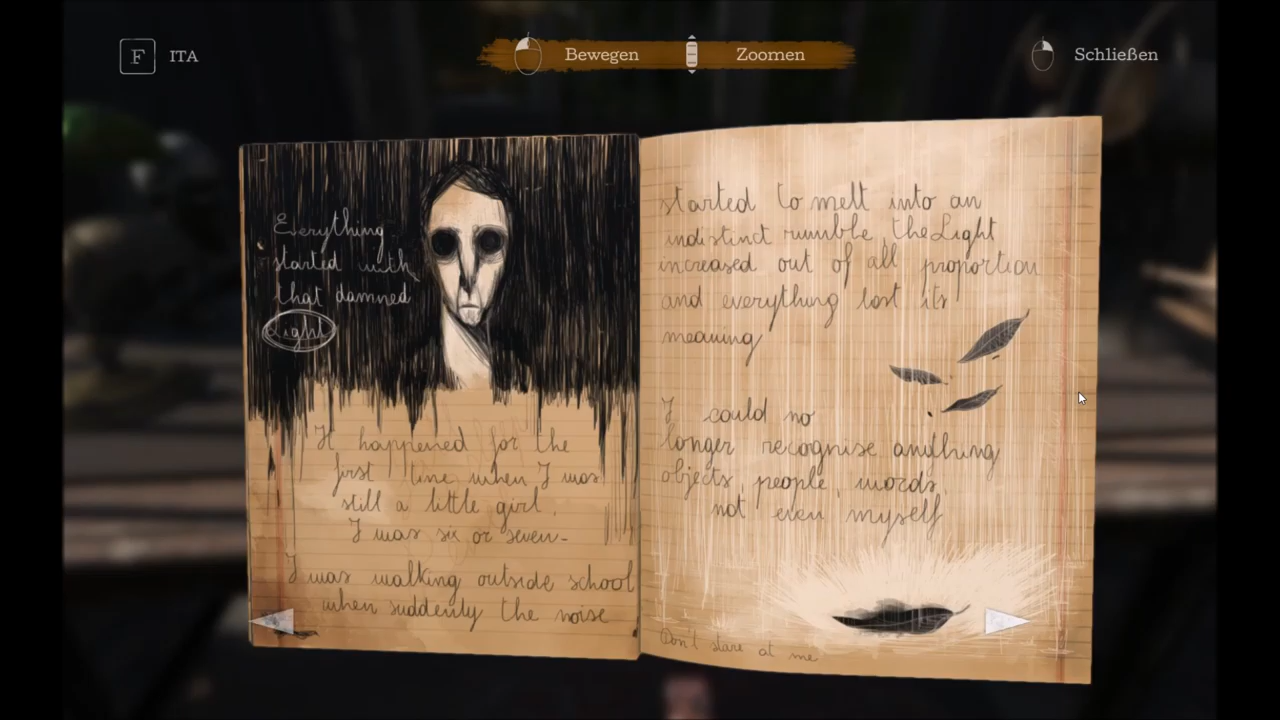 F ITA
Bewegen
Zoomen
Schließen
Everything
started with
that damned
Light
It happened for the
first time when I was
still a little girl.
I was six or seven-
I was walking outside school
when suddenly the noise
started to melt into an
indistinct rumble, the Light
increased out of all proportion
and everything lost its
meaning
I could no
longer recognise anything
objects, people, words,
not even myself
Don't stare at me